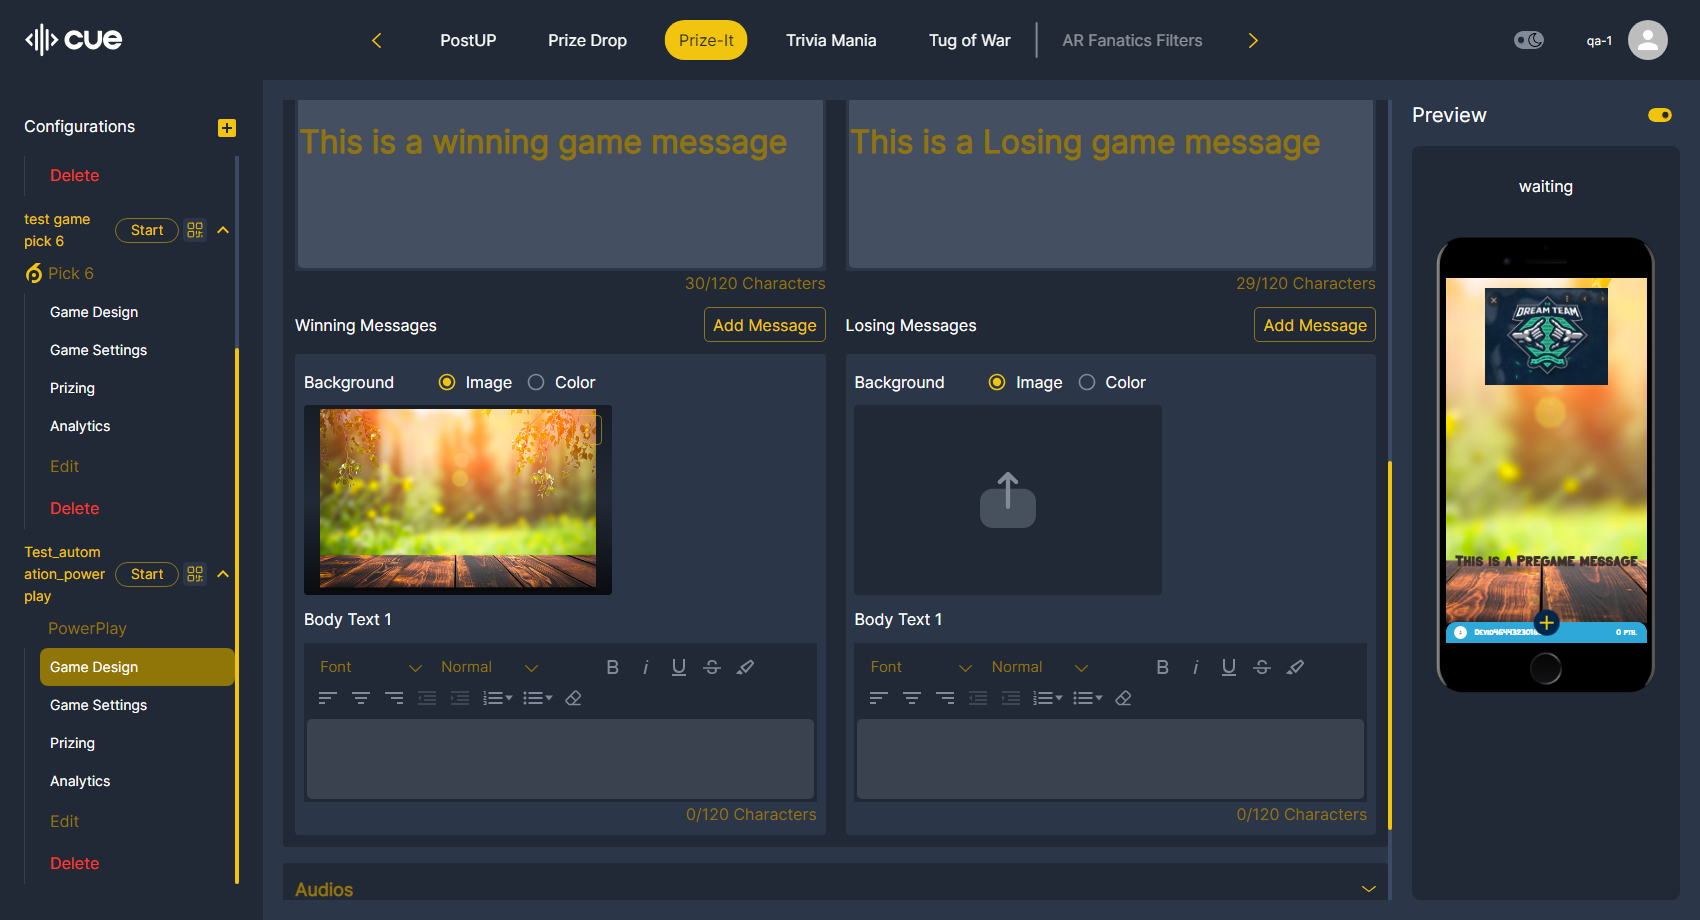 cue
PostUP
Prize Drop
Prize-It
Trivia Mania
Tug of War
AR Fanatics Filters
qa-1
Configurations
Delete
test game
pick 6
Start
Pick 6
Game Design
Game Settings
Prizing
Analytics
Edit
Delete
Test_autom
ation_power
play
Start
PowerPlay
Game Design
Game Settings
Prizing
Analytics
Edit
Delete
This is a winning game message
30/120 Characters
This is a Losing game message
29/120 Characters
Winning Messages
Add Message
Background
Image
Color
Body Text 1
Font
Normal
0/120 Characters
Losing Messages
Add Message
Background
Image
Color
Body Text 1
Font
Normal
0/120 Characters
Audios
Preview
waiting
DREAM TEAM
This is a Pregame message
0 PTS.